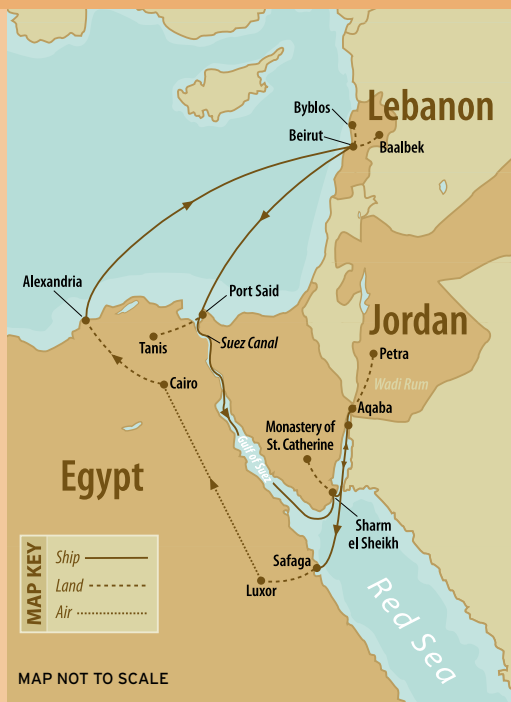 Byblos
Lebanon
Beirut
Baalbek
Alexandria
Port Said
Jordan
Tanis
Suez Canal
Petra
Cairo
Wadi Rum
Aqaba
Monastery of
St. Catherine
Gulf of Suez
Egypt
Sharm
el Sheikh
Safaga
Luxor
Red Sea
MAP KEY
Ship
Land
Air
MAP NOT TO SCALE